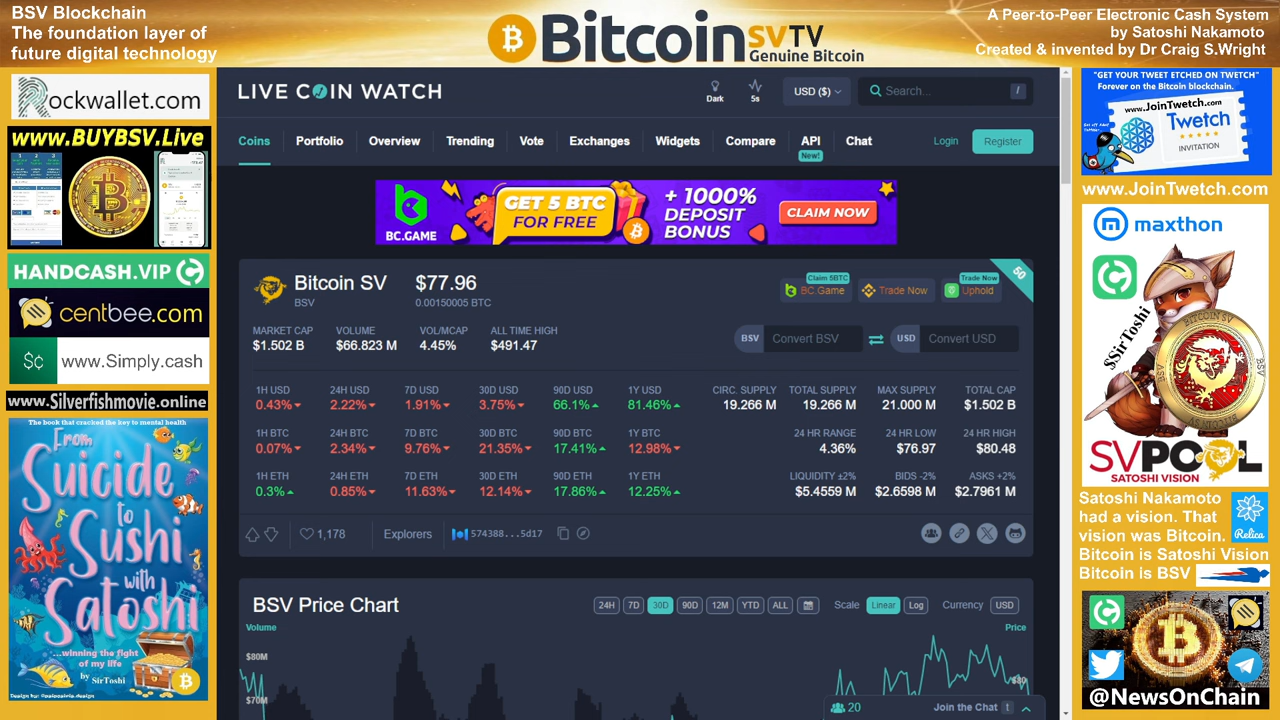 BSV Blockchain
The foundation layer of
future digital technology
BitcoinSVTV
Genuine Bitcoin
A Peer-to-Peer Electronic Cash System
by Satoshi Nakamoto
Created & invented by Dr Craig S.Wright
Rockwallet.com
www.BUYBSV.Live
HANDCASH.VIP
centbee.com
$¢ www.Simply.cash
www.Silverfishmovie.online
The book that cracked the key to mental health
From
Suicide
to
Sushi
with
Satoshi
...winning the fight
of my life
by SirToshi
LIVE COIN WATCH
Dark
5s
USD ($)
Search...
/
Coins Portfolio Overview Trending Vote Exchanges Widgets Compare API Chat
New!
Login Register
BC.GAME
GET 5 BTC
FOR FREE
+ 1000%
DEPOSIT
BONUS
CLAIM NOW
Bitcoin SV $77.96
BSV 0.00150005 BTC
Claim 5BTC
BC.Game
Trade Now
Trade Now
Uphold
50
MARKET CAP VOLUME VOL/MCAP ALL TIME HIGH
$1.502 B $66.823 M 4.45% $491.47
BSV Convert BSV USD Convert USD
1H USD 24H USD 7D USD 30D USD 90D USD 1Y USD CIRC. SUPPLY TOTAL SUPPLY MAX SUPPLY TOTAL CAP
0.43% 2.22% 1.91% 3.75% 66.1% 81.46% 19.266 M 19.266 M 21.000 M $1.502 B
1H BTC 24H BTC 7D BTC 30D BTC 90D BTC 1Y BTC 24 HR RANGE 24 HR LOW 24 HR HIGH
0.07% 2.34% 9.76% 21.35% 17.41% 12.98% 4.36% $76.97 $80.48
1H ETH 24H ETH 7D ETH 30D ETH 90D ETH 1Y ETH LIQUIDITY ±2% BIDS -2% ASKS +2%
0.3% 0.85% 11.63% 12.14% 17.86% 12.25% $5.4559 M $2.6598 M $2.7961 M
1,178 Explorers 574388...5d17
BSV Price Chart
24H 7D 30D 90D 12M YTD ALL
Scale Linear Log Currency USD
Volume Price
$80M
$80
$70M
20 Join the Chat t
"GET YOUR TWEET ETCHED ON TWETCH"
Forever on the Bitcoin blockchain.
www.JoinTwetch.com
Twetch
INVITATION
www.JoinTwetch.com
maxthon
$SirToshi
BITCOIN SV
BSV
SVPOOL
SATOSHI VISION
Satoshi Nakamoto
had a vision. That
vision was Bitcoin.
Bitcoin is Satoshi Vision
Bitcoin is BSV
Relica
@NewsOnChain